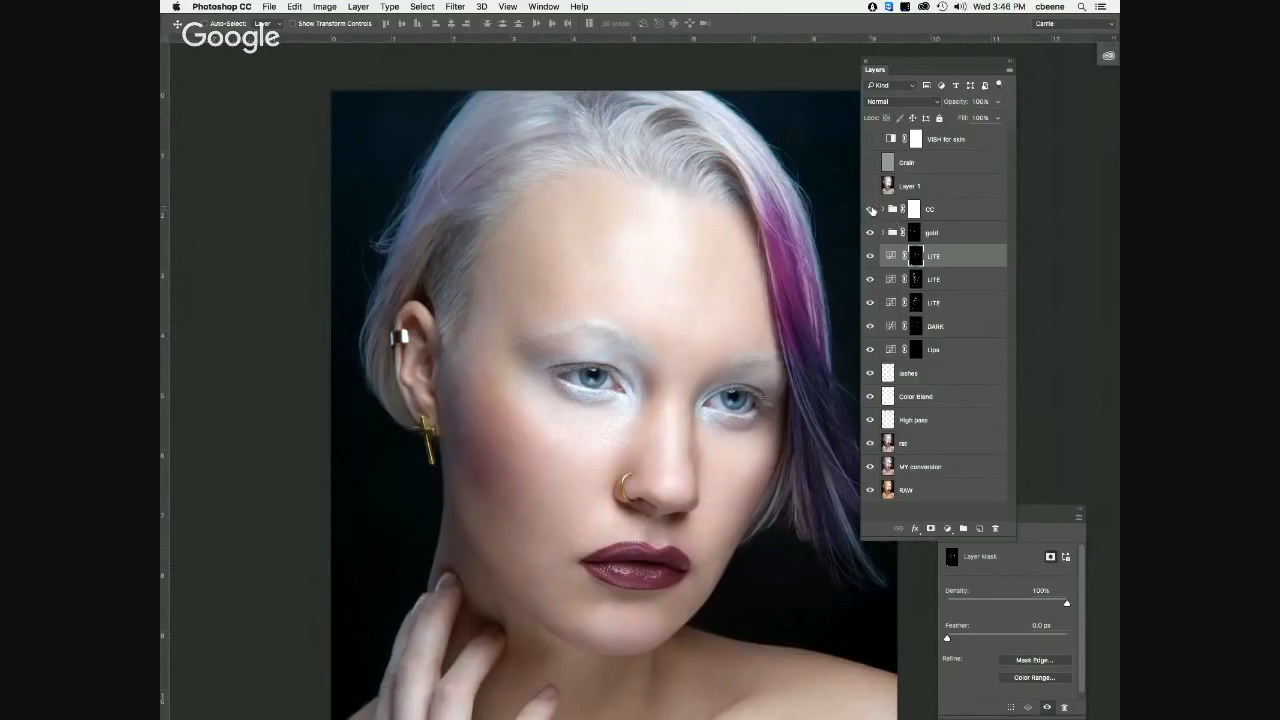 Photoshop CC File Edit Image Layer Type Select Filter 3D View Window Help Wed 3:46 PM cbeene
Auto-Select: Layer Show Transform Controls 3D Mode: Carrie
Google
Layers
Kind
Normal Opacity: 100%
Lock: Fill: 100%
VISH for skin
Grain
Layer 1
CC
gold
LITE
LITE
LITE
DARK
Lips
lashes
Color Blend
High pass
ret
MY conversion
RAW
Layer Mask
Density: 100%
Feather: 0.0 px
Refine: Mask Edge...
Color Range...